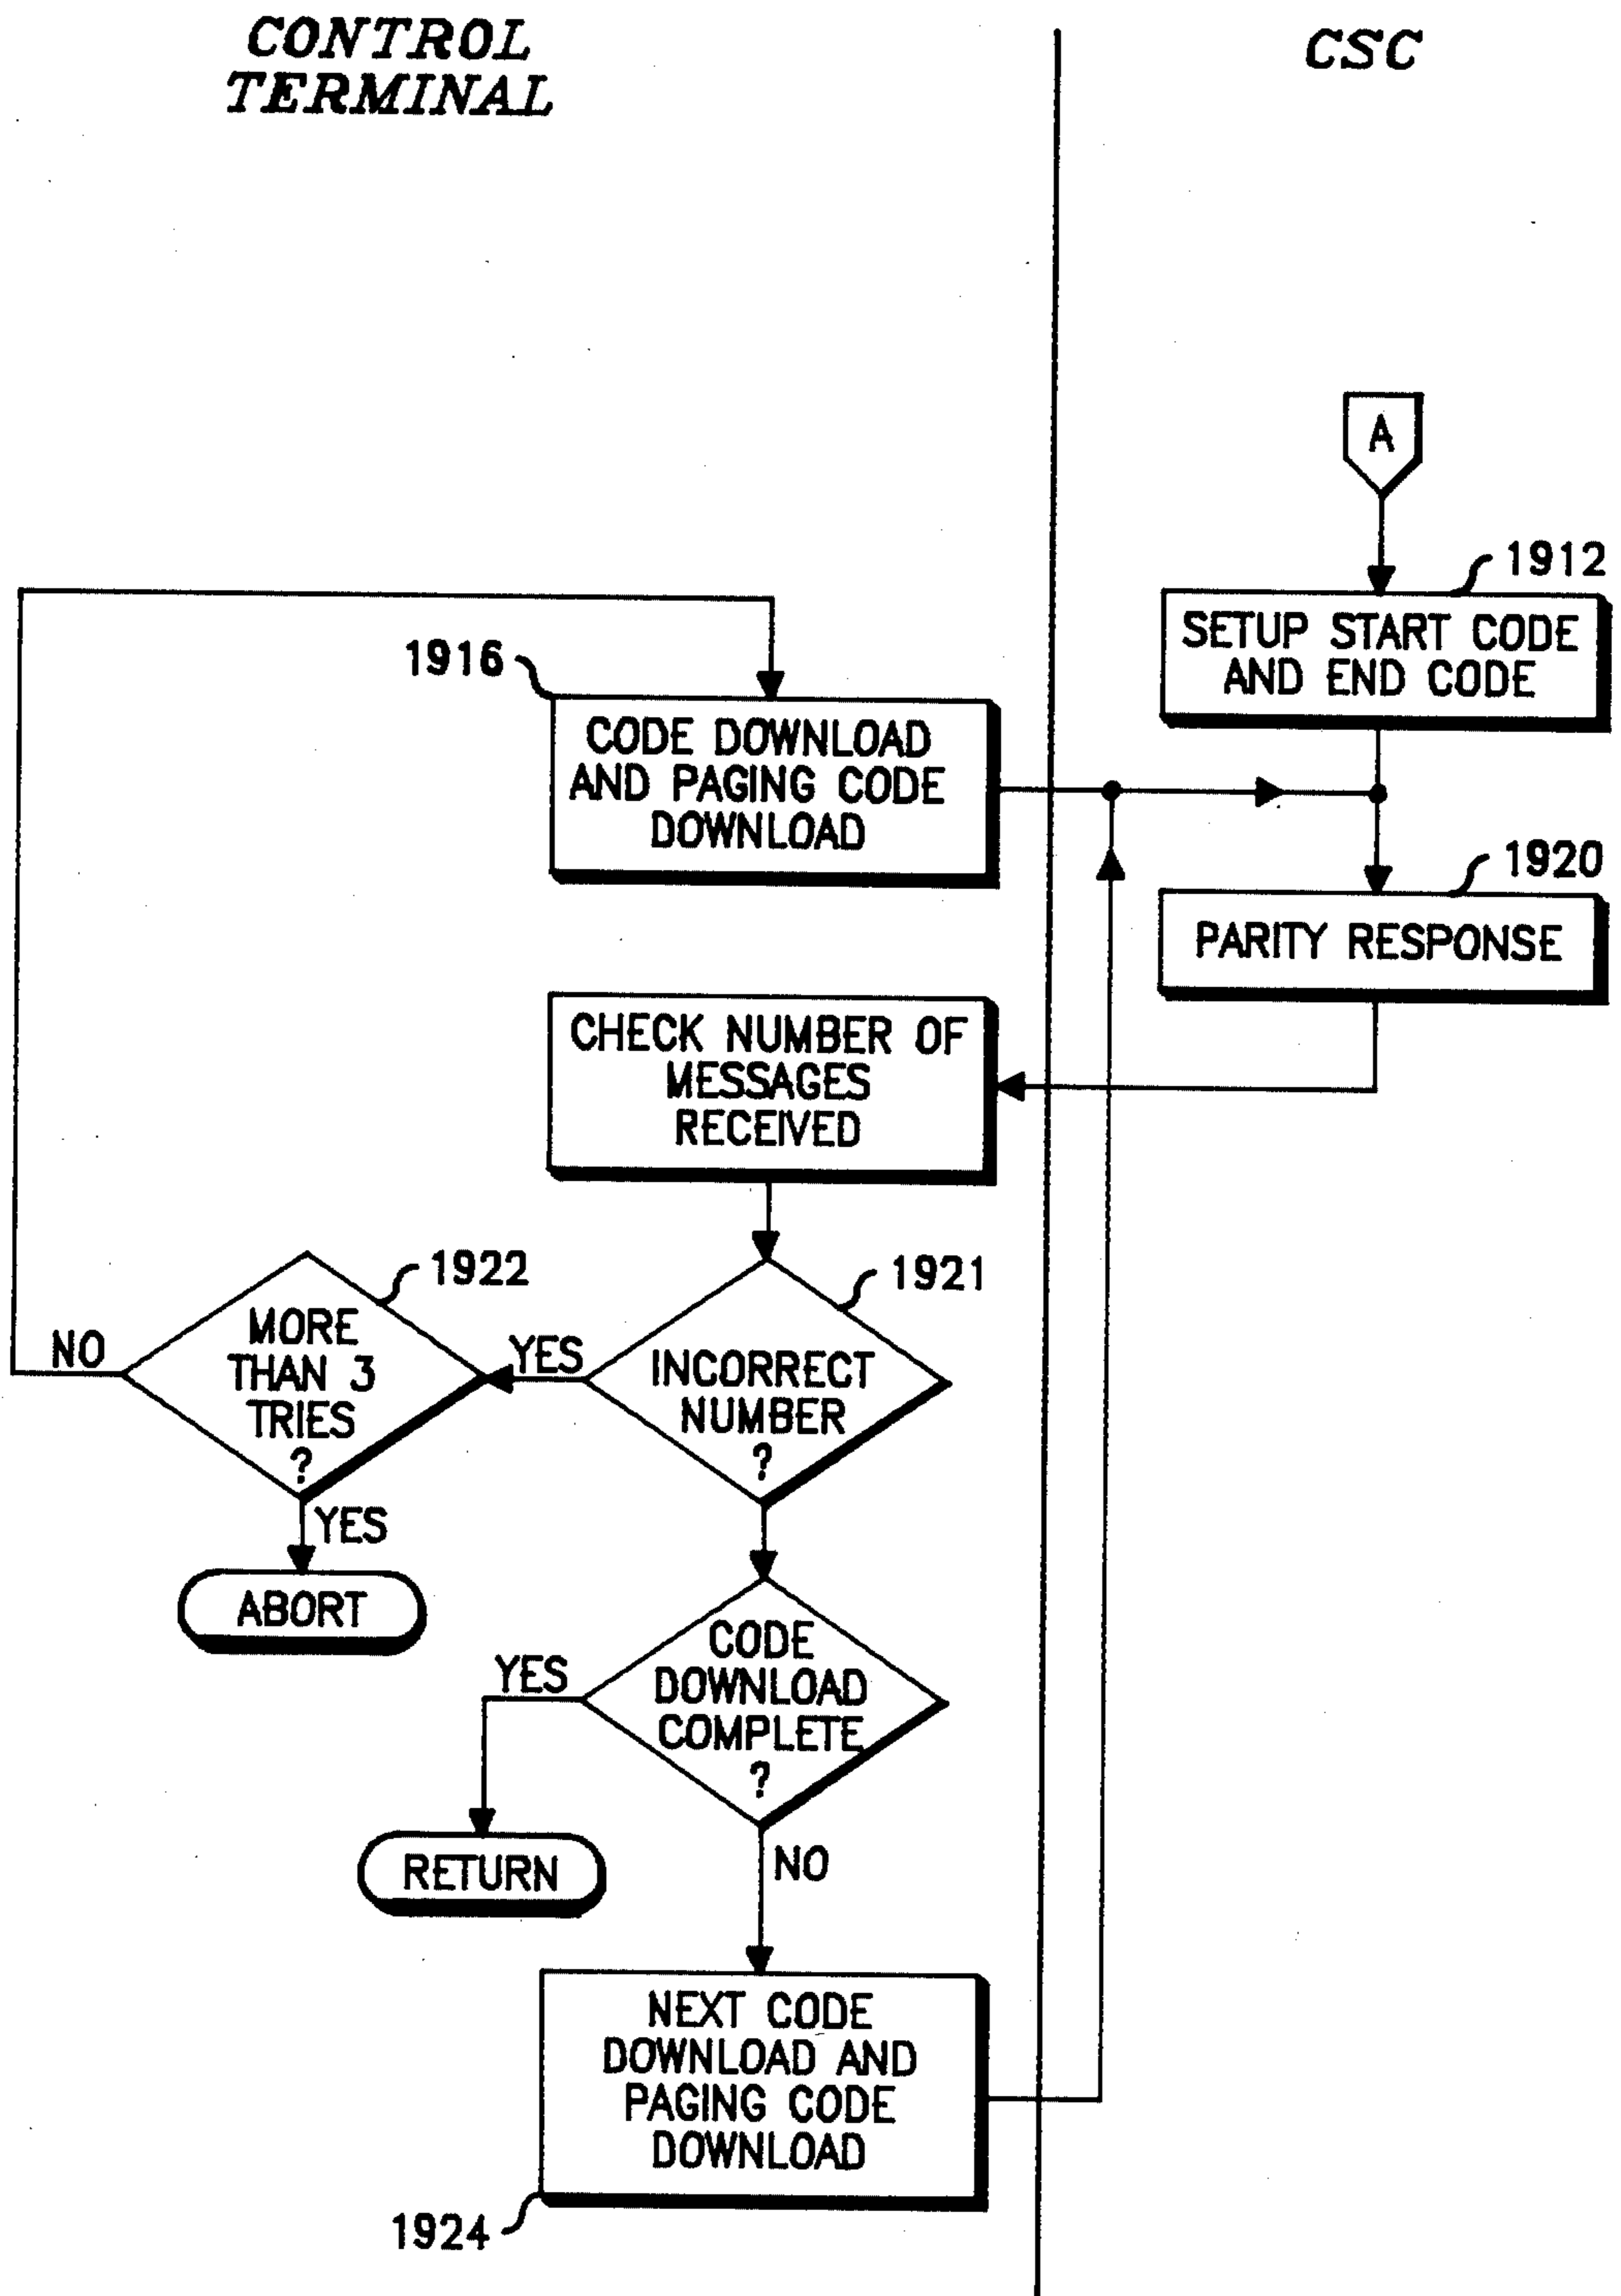 CONTROL
TERMINAL
CSC
A
1912
SETUP START CODE
AND END CODE
1916
CODE DOWNLOAD
AND PAGING CODE
DOWNLOAD
1920
PARITY RESPONSE
CHECK NUMBER OF
MESSAGES
RECEIVED
1922
MORE
THAN 3
TRIES
?
NO
YES
1921
INCORRECT
NUMBER
?
YES
ABORT
CODE
DOWNLOAD
COMPLETE
?
YES
RETURN
NO
NEXT CODE
DOWNLOAD AND
PAGING CODE
DOWNLOAD
1924